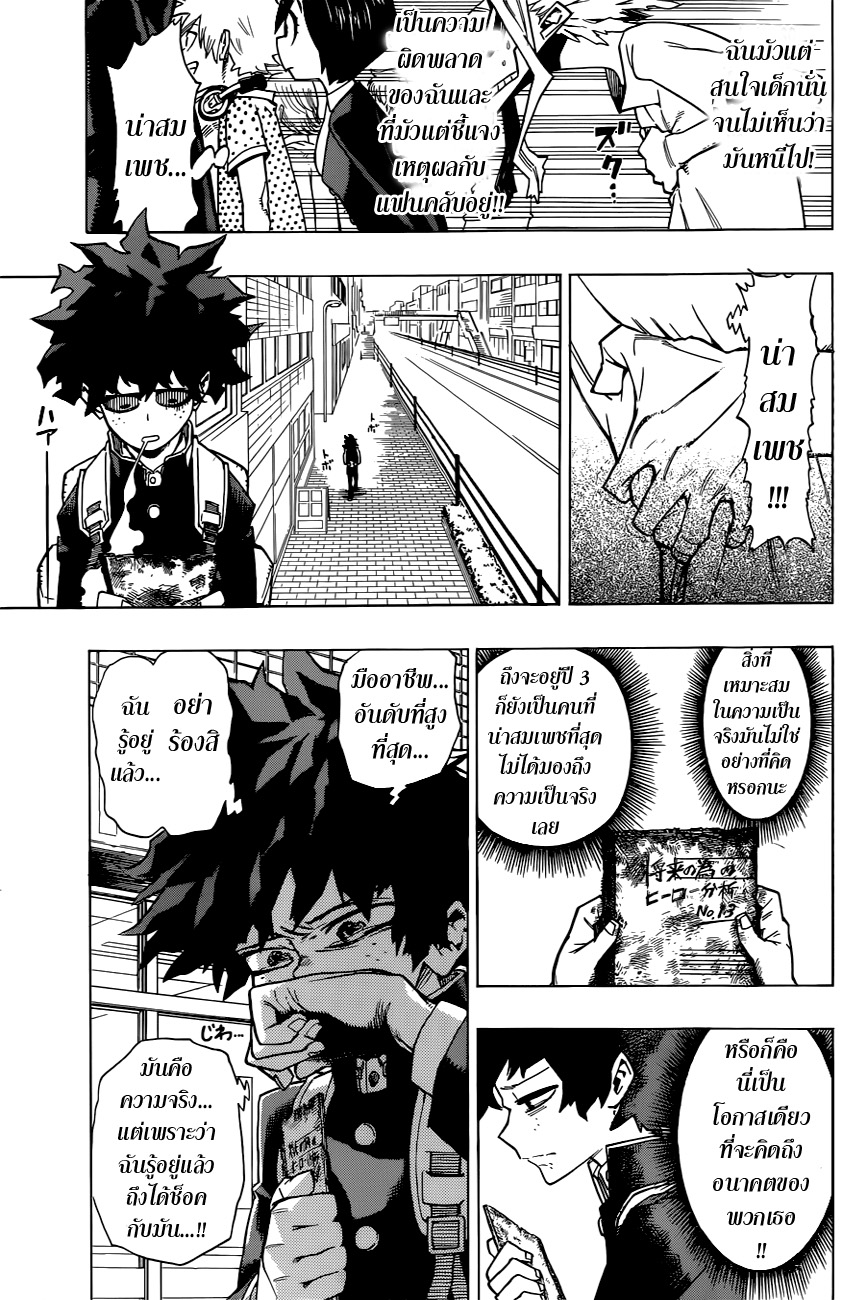 ฉันมัวแต่
สนใจเด็กนั่น
จนไม่เห็นว่า
มันหนีไป!
เป็นความ
ผิดพลาด
ของฉันและ
ที่มัวแต่ชี้แจง
เหตุผลกับ
แฟนคลับอยู่!!
ズ
ク…
น่าสม
เพช...
น่า
สม
เพช
!!!
トボ
トボ
ハァ
สิ่งที่
เหมาะสม
ในความเป็น
จริงมันไม่ใช่
อย่างที่คิด
หรอกนะ
ถึงจะอยู่ปี 3
ก็ยังเป็นคนที่
น่าสมเพชที่สุด
ไม่ได้มองถึง
ความเป็นจริง
เลย
将来の為の
ヒーロー分析
No.13
หรือก็คือ
นี่เป็น
โอกาสเดียว
ที่จะคิดถึง
อนาคตของ
พวกเธอ
!!
มืออาชีพ...
อันดับที่สูง
ที่สุด...
อย่า
ร้องสิ
ฉัน
รู้อยู่
แล้ว...
じわ…
มันคือ
ความจริง...
แต่เพราะว่า
ฉันรู้อยู่แล้ว
ถึงได้ช็อค
กับมัน...!!